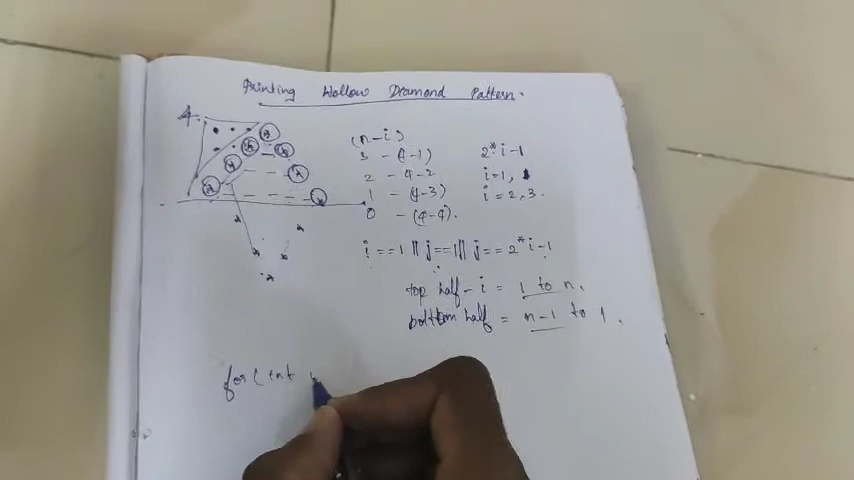 Printing Hollow Diamond Pattern.
4
(n-i)
3 - (4-1) 2*i-1
2 - 4-2 i=1,
1 - (4-3) i=2,3.
0 - (4-4).
i==1 || j==1 || j==2*i-1
top half - i = 1 to n.
bottom half = n-1 to 1.
for( int i